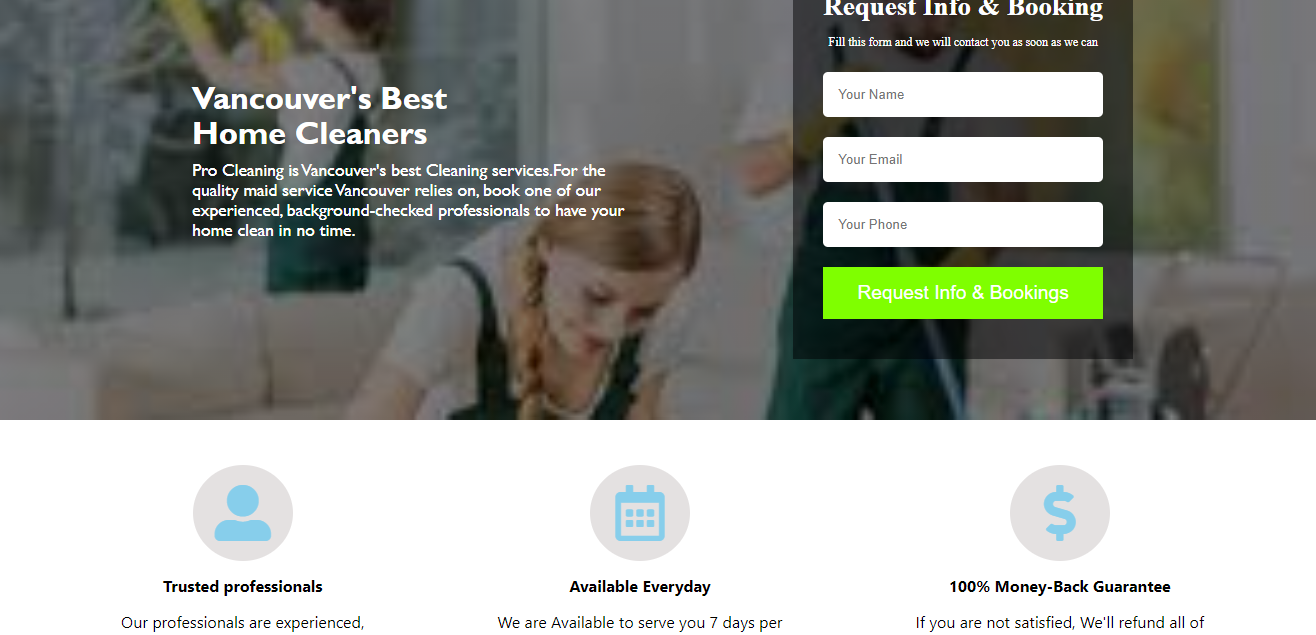 Request Info & Booking
Fill this form and we will contact you as soon as we can
Your Name
Your Email
Your Phone
Request Info & Bookings
Vancouver's Best
Home Cleaners
Pro Cleaning is Vancouver's best Cleaning services.For the
quality maid service Vancouver relies on, book one of our
experienced, background-checked professionals to have your
home clean in no time.
Trusted professionals
Our professionals are experienced,
Available Everyday
We are Available to serve you 7 days per
100% Money-Back Guarantee
If you are not satisfied, We'll refund all of